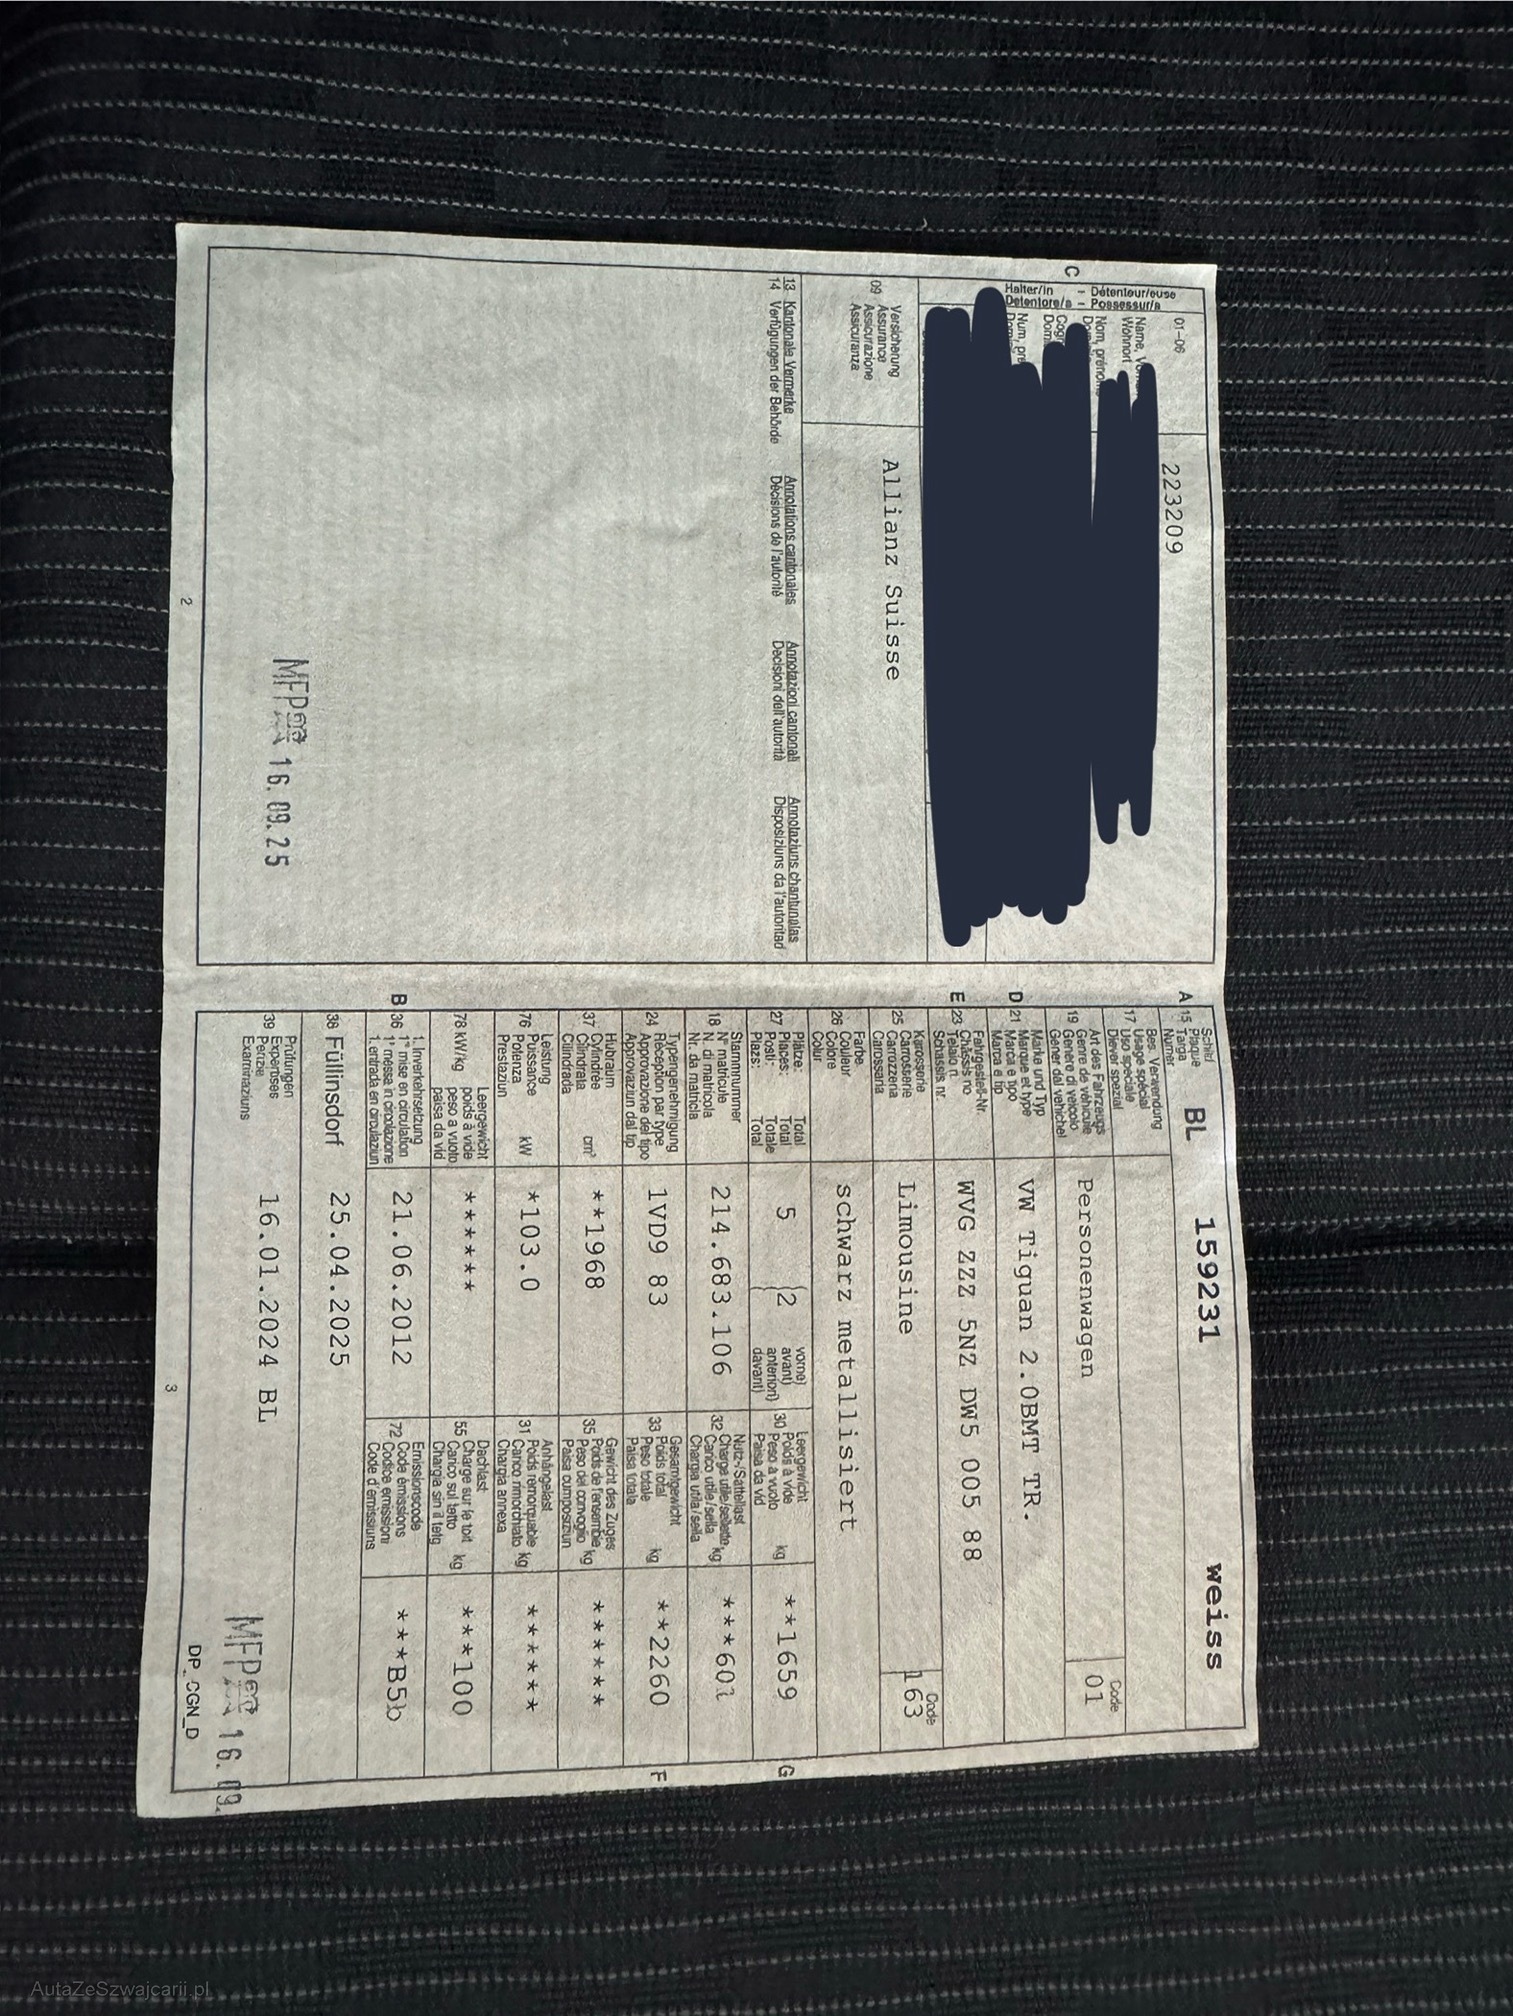 C
Halter/in - Détenteur/euse
Detentore/a - Possessur/a
01-06
223209
Name,
Wohnort
Nom,
Num,
09
Versicherung
Assurance
Assicurazione
Assicuranza
Allianz Suisse
13 Kantonale Vermerke Annotations cantonales Annotazioni cantonali Annotaziuns chantunalas
14 Verfügungen der Behörde Décisions de l'autorité Decisioni dell'autorità Disposiziuns da l'autoritad
16. 09. 25
2
A 15 Schild
Plaque
Targa
Numer
BL 159231 weiss
17 Bes. Verwendung
Usage spécial
Uso speciale
Diever spezial
19 Art des Fahrzeugs
Genre de véhicule
Genere di veicolo
Gener dal vehichel
Personenwagen
Code
01
D 21 Marke und Typ
Marque et type
Marca e tipo
Marca e tip
VW Tiguan 2.0BMT TR.
E 23 Fahrgestell-Nr.
Châssis no
Telaio n.
Schassis nr.
WVG ZZZ 5NZ DW5 005 88
25 Karosserie
Carrosserie
Carrozzeria
Carossaria
Limousine
Code
163
26 Farbe
Couleur
Colore
Colur
schwarz metallisiert
27 Plätze: Total
Places: Total
Posti: Totale
Plazs: Total
5 (2 vorne)
avant)
anteriori)
davant)
30 Leergewicht
Poids à vide
Peso a vuoto
Paisa da vid
kg
**1659
G
18 Stammnummer
N° matricule
N. di matricola
Nr. da matricla
214.683.106
32 Nutz-/Sattellast
Charge utile/sellette
Carico utile/sella
Chargia utila/sella
kg
***601
24 Typengenehmigung
Réception par type
Approvazione del tipo
Approvaziun dal tip
1VD9 83
33 Gesamtgewicht
Poids total
Peso totale
Paisa totala
kg
**2260
F
37 Hubraum
Cylindrée
Cilindrata
Cilindrada
cm³
**1968
35 Gewicht des Zuges
Poids de l'ensemble
Peso del convoglio
Paisa cumposiziun
kg
******
76 Leistung
Puissance
Potenza
Prestaziun
kW
*103.0
31 Anhängelast
Poids remorquable
Carico rimorchiato
Chargia annexa
kg
******
78 kW/kg
Leergewicht
poids à vide
peso a vuoto
paisa da vid
******
55 Dachlast
Charge sur le toit
Carico sul tetto
Chargia sin il tetg
kg
***100
B 36 1. Inverkehrsetzung
1re mise en circulation
1a messa in circolazione
1. entrada en circulaziun
21.06.2012
72 Emissionscode
Code émissions
Codice emissioni
Code d'emissiuns
***B5b
38 Füllinsdorf 25.04.2025
39 Prüfungen
Expertises
Perizie
Examinaziuns
16.01.2024 BL
16. 09.
3
DP_CGN_D
AutaZeSzwajcarii.pl